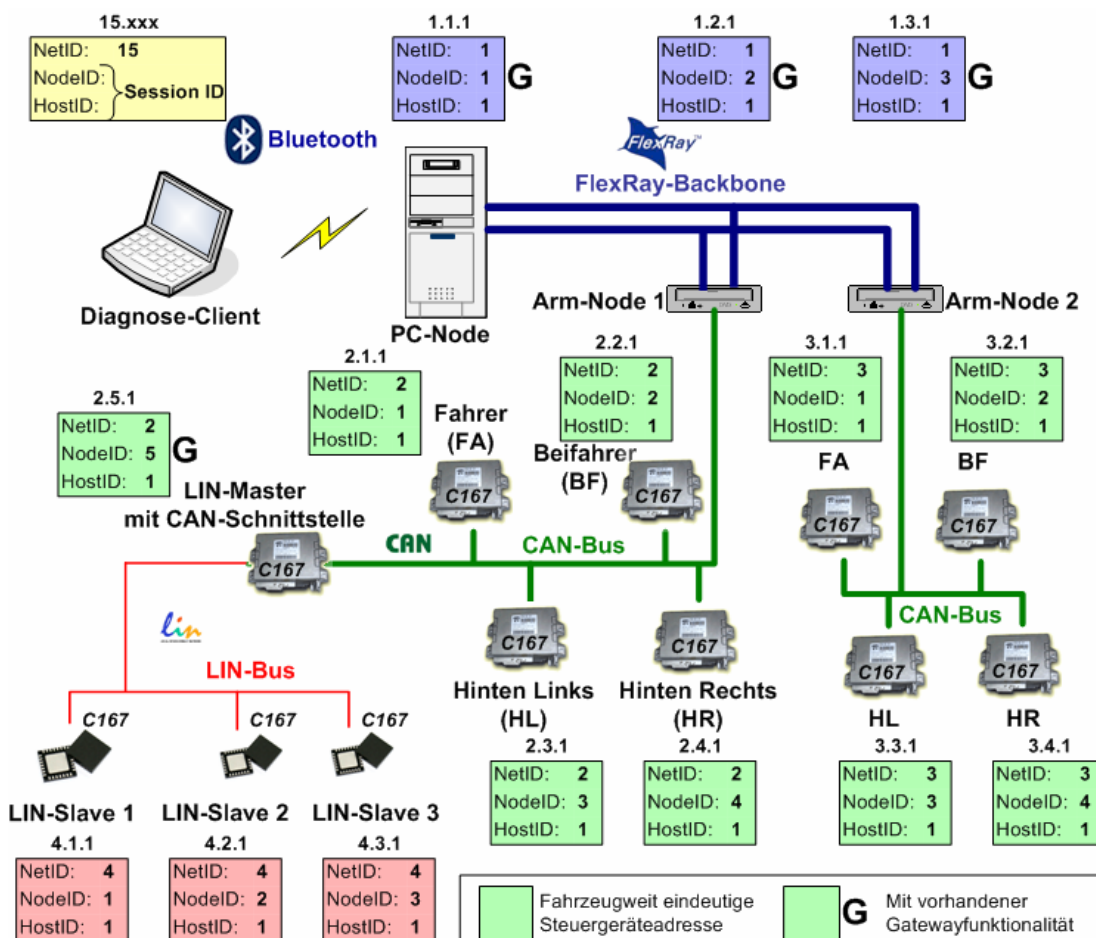 15.xxx
NetID: 15
NodeID:
HostID:
Session ID
1.1.1
NetID: 1
NodeID: 1
HostID: 1
G
1.2.1
NetID: 1
NodeID: 2
HostID: 1
G
1.3.1
NetID: 1
NodeID: 3
HostID: 1
G
Bluetooth
FlexRay™
FlexRay-Backbone
Diagnose-Client
PC-Node
Arm-Node 1
Arm-Node 2
2.1.1
NetID: 2
NodeID: 1
HostID: 1
2.2.1
NetID: 2
NodeID: 2
HostID: 1
3.1.1
NetID: 3
NodeID: 1
HostID: 1
3.2.1
NetID: 3
NodeID: 2
HostID: 1
2.5.1
NetID: 2
NodeID: 5
HostID: 1
G
Fahrer
(FA)
Beifahrer
(BF)
FA
BF
LIN-Master
mit CAN-Schnittstelle
C167
C167
C167
C167
C167
CAN
CAN-Bus
CAN-Bus
lin
LIN-Bus
C167
C167
C167
C167
C167
C167
C167
Hinten Links
(HL)
Hinten Rechts
(HR)
HL
HR
LIN-Slave 1
LIN-Slave 2
LIN-Slave 3
2.3.1
NetID: 2
NodeID: 3
HostID: 1
2.4.1
NetID: 2
NodeID: 4
HostID: 1
3.3.1
NetID: 3
NodeID: 3
HostID: 1
3.4.1
NetID: 3
NodeID: 4
HostID: 1
4.1.1
NetID: 4
NodeID: 1
HostID: 1
4.2.1
NetID: 4
NodeID: 2
HostID: 1
4.3.1
NetID: 4
NodeID: 3
HostID: 1
Fahrzeugweit eindeutige
Steuergeräteadresse
G
Mit vorhandener
Gatewayfunktionalität